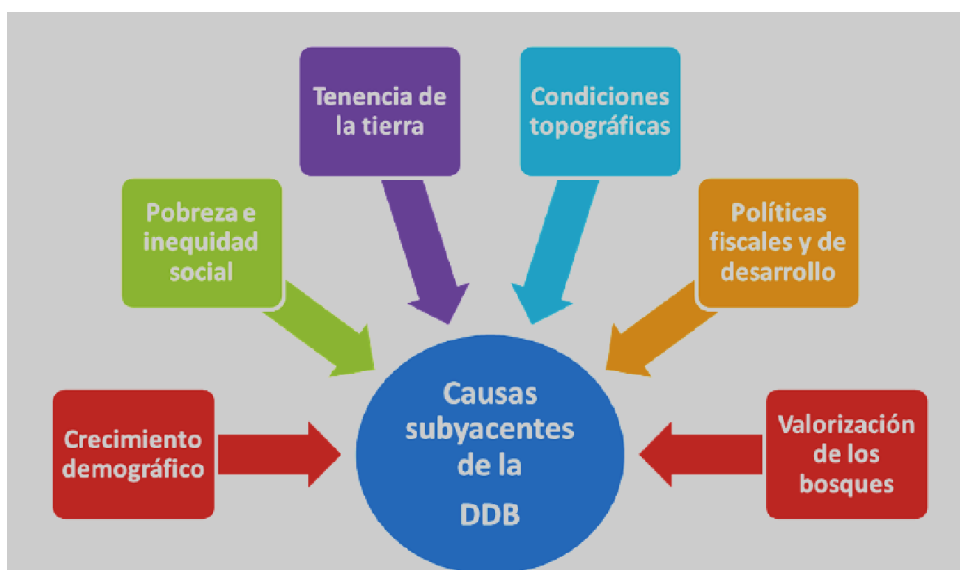 Tenencia de
la tierra
Condiciones
topográficas
Pobreza e
inequidad
social
Políticas
fiscales y de
desarrollo
Crecimiento
demográfico
Causas
subyacentes
de la
DDB
Valorización
de los
bosques